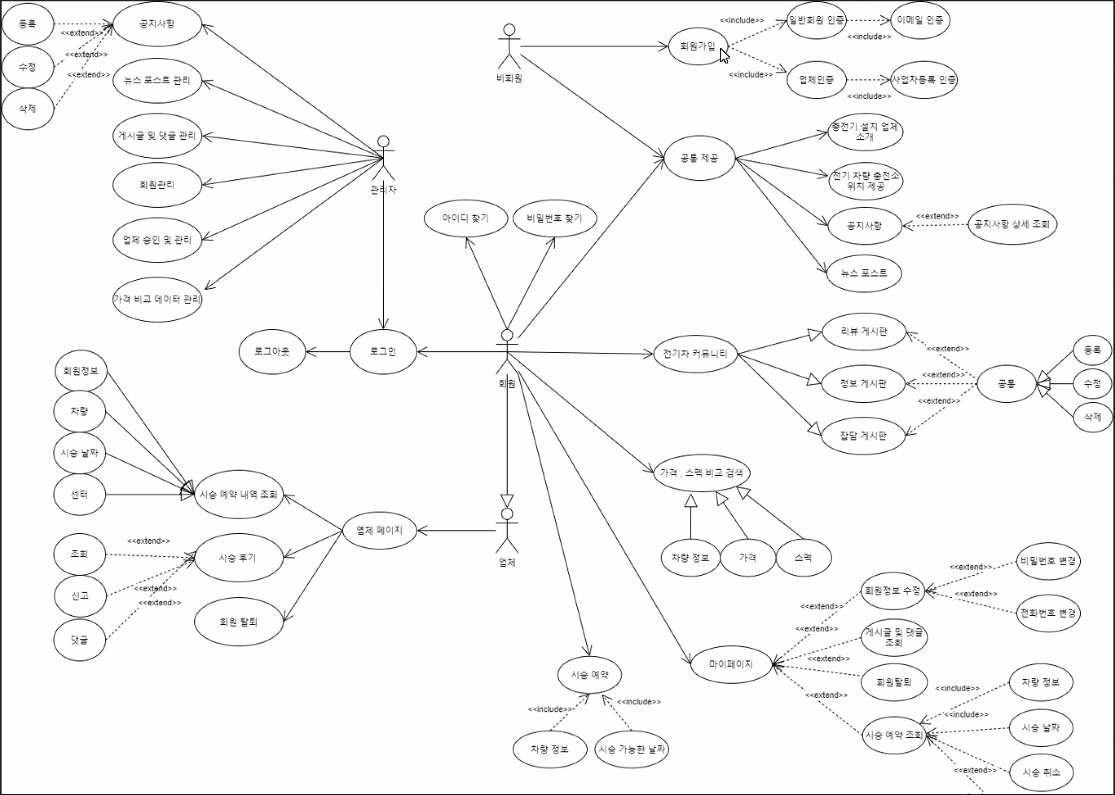 등록
수정
삭제
<<extend>>
<<extend>>
<<extend>>
공지사항
뉴스 포스트 관리
게시글 및 댓글 관리
회원관리
업체 승인 및 관리
가격 비교 데이터 관리
관리자
비회원
회원가입
<<include>>
<<include>>
일반회원 인증
<<include>>
이메일 인증
업체인증
<<include>>
사업자등록 인증
공통 제공
충전기 설치 업체
소개
전기 차량 충전소
위치 제공
공지사항
<<extend>>
공지사항 상세 조회
뉴스 포스트
아이디 찾기
비밀번호 찾기
로그아웃
로그인
회원
전기차 커뮤니티
리뷰 게시판
정보 게시판
잡담 게시판
<<extend>>
<<extend>>
<<extend>>
공통
등록
수정
삭제
가격 , 스펙 비교 검색
차량 정보
가격
스펙
회원정보
차량
시승 날짜
센터
시승 예약 내역 조회
업체 페이지
업체
조회
신고
댓글
<<extend>>
<<extend>>
<<extend>>
시승 후기
회원 탈퇴
시승 예약
<<include>>
<<include>>
차량 정보
시승 가능한 날짜
마이페이지
<<extend>>
<<extend>>
<<extend>>
<<extend>>
회원정보 수정
<<extend>>
<<extend>>
비밀번호 변경
전화번호 변경
게시글 및 댓글
조회
회원탈퇴
시승 예약 조회
<<include>>
<<include>>
<<extend>>
차량 정보
시승 날짜
시승 취소